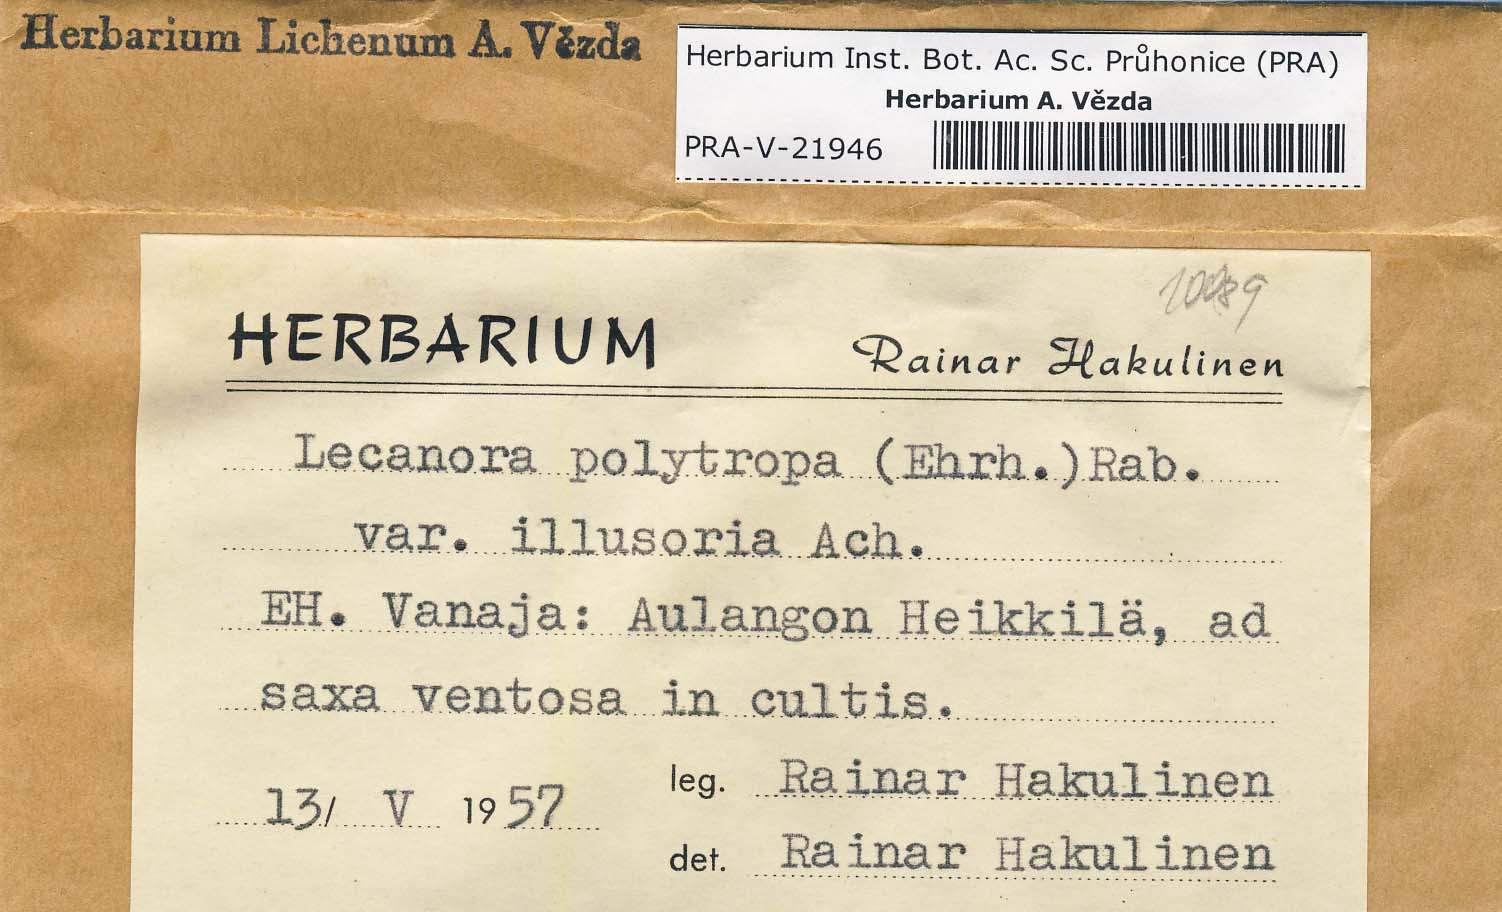 Herbarium Lichenum A. Vězda
Herbarium Inst. Bot. Ac. Sc. Průhonice (PRA)
Herbarium A. Vězda
PRA-V-21946
HERBARIUM Rainar Hakulinen
Lecanora polytropa (Ehrh.)Rab.
var. illusoria Ach.
EH. Vanaja: Aulangon Heikkilä, ad
saxa ventosa in cultis.
13/ V 1957
leg. Rainar Hakulinen
det. Rainar Hakulinen